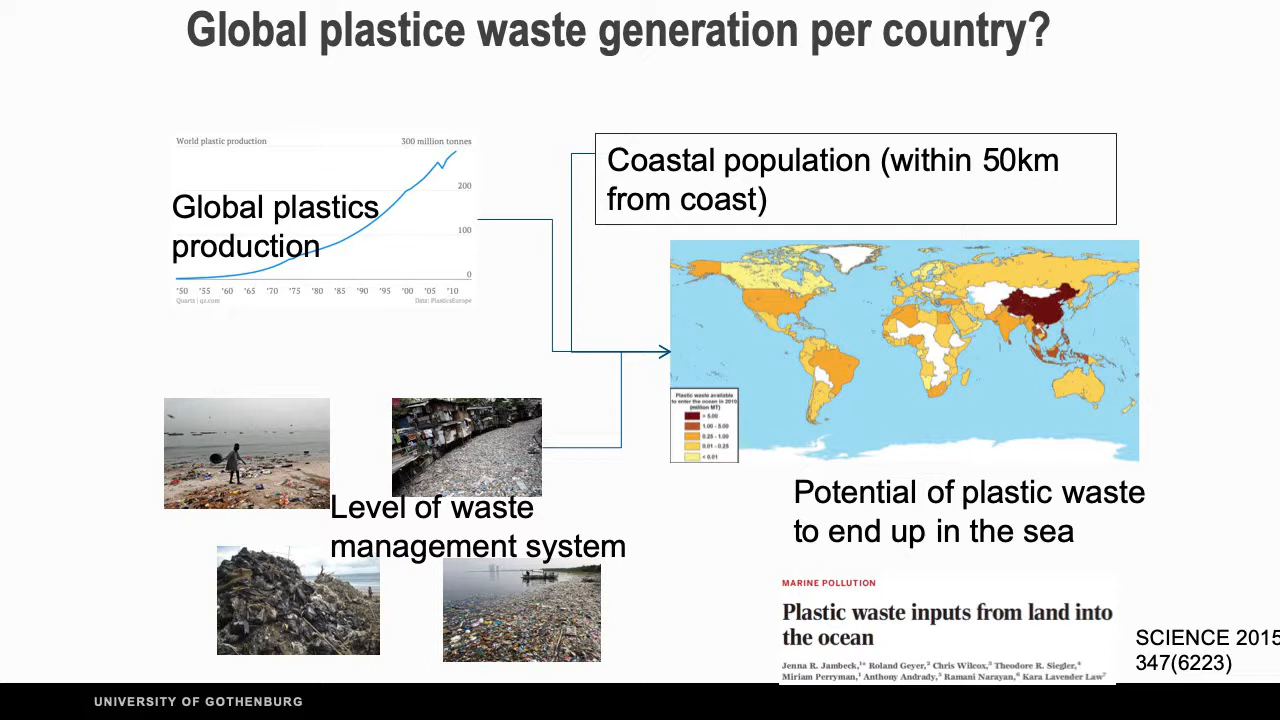 Global plastice waste generation per country?
World plastic production
300 million tonnes
200
100
0
'50 '55 '60 '65 '70 '75 '80 '85 '90 '95 '00 '05 '10
Quartz | qz.com
Data: PlasticsEurope
Global plastics
production
Coastal population (within 50km
from coast)
Plastic waste available
to enter the ocean in 2010
(million MT)
> 5.00
1.00 - 5.00
0.25 - 1.00
0.01 - 0.25
< 0.01
Level of waste
management system
Potential of plastic waste
to end up in the sea
MARINE POLLUTION
Plastic waste inputs from land into
the ocean
Jenna R. Jambeck,¹* Roland Geyer,² Chris Wilcox,³ Theodore R. Siegler,⁴
Miriam Perryman,¹ Anthony Andrady,⁵ Ramani Narayan,⁶ Kara Lavender Law⁷
SCIENCE 2015
347(6223)
UNIVERSITY OF GOTHENBURG